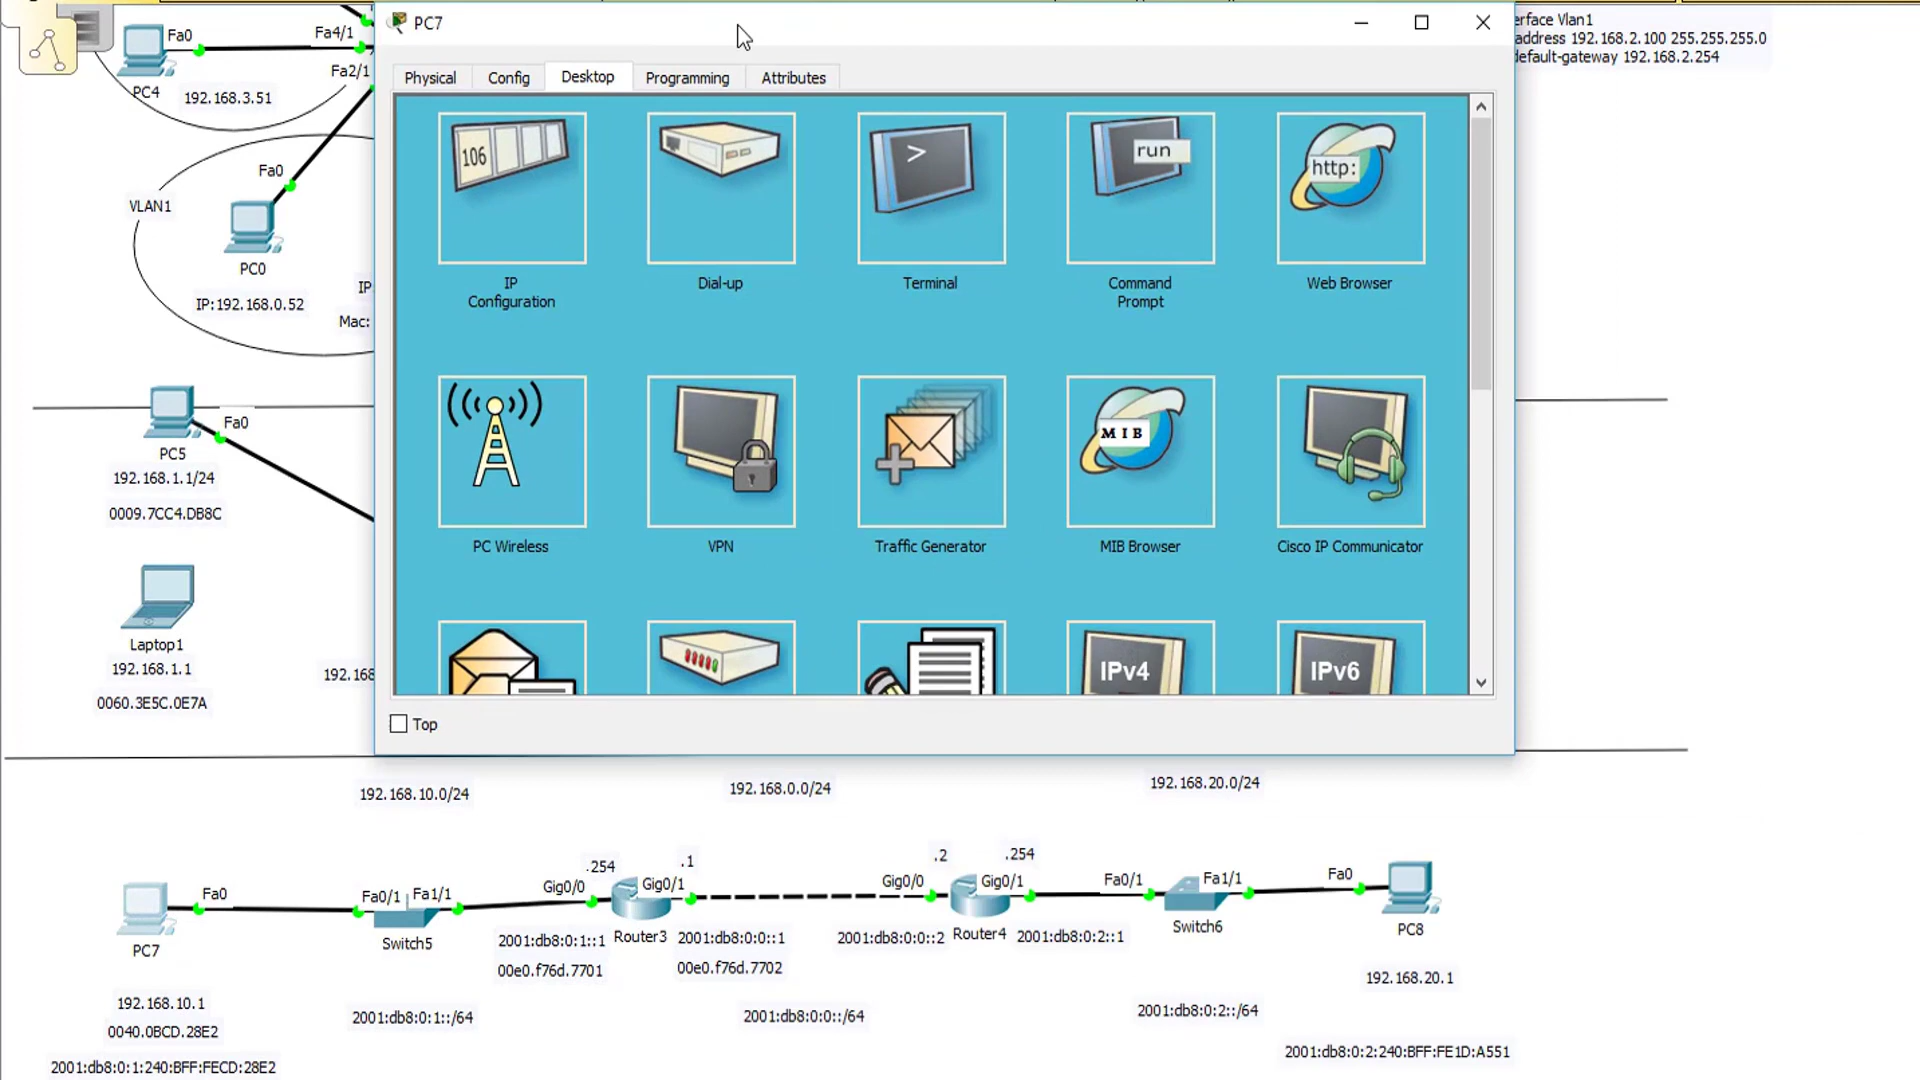 PC7
erface Vlan1
address 192.168.2.100 255.255.255.0
default-gateway 192.168.2.254
Physical
Config
Desktop
Programming
Attributes
Fa0
Fa4/1
Fa2/1
PC4
192.168.3.51
Fa0
VLAN1
PC0
IP:192.168.0.52
IP
Mac:
106
>
run
http:
IP
Configuration
Dial-up
Terminal
Command
Prompt
Web Browser
MIB
PC Wireless
VPN
Traffic Generator
MIB Browser
Cisco IP Communicator
IPv4
IPv6
Top
Fa0
PC5
192.168.1.1/24
0009.7CC4.DB8C
Laptop1
192.168.1.1
192.168
0060.3E5C.0E7A
192.168.10.0/24
192.168.0.0/24
192.168.20.0/24
Fa0
Fa0/1
Fa1/1
Gig0/0
.254
Gig0/1
.1
Gig0/0
.2
Gig0/1
.254
Fa0/1
Fa1/1
Fa0
PC7
Switch5
Router3
Router4
Switch6
PC8
2001:db8:0:1::1
2001:db8:0:0::1
2001:db8:0:0::2
2001:db8:0:2::1
00e0.f76d.7701
00e0.f76d.7702
192.168.20.1
192.168.10.1
0040.0BCD.28E2
2001:db8:0:1::/64
2001:db8:0:0::/64
2001:db8:0:2::/64
2001:db8:0:1:240:BFF:FECD:28E2
2001:db8:0:2:240:BFF:FE1D:A551